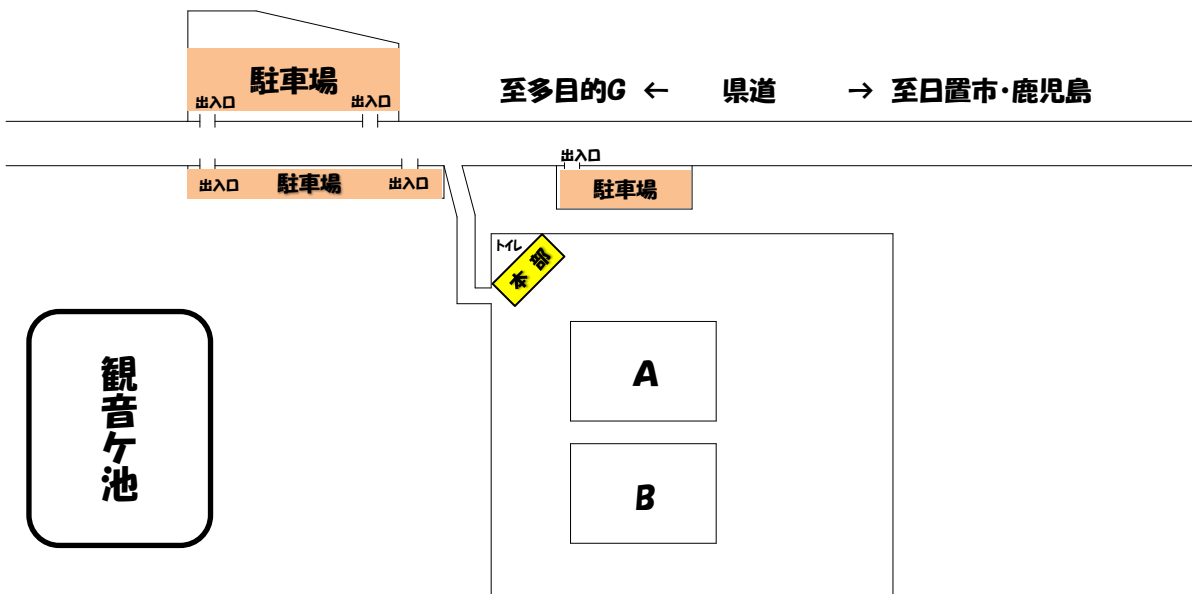 駐車場
出入口
出入口
至多目的G ← 県道 → 至日置市・鹿児島
出入口
駐車場
出入口
出入口
駐車場
トイレ
本部
観音ケ池
A
B